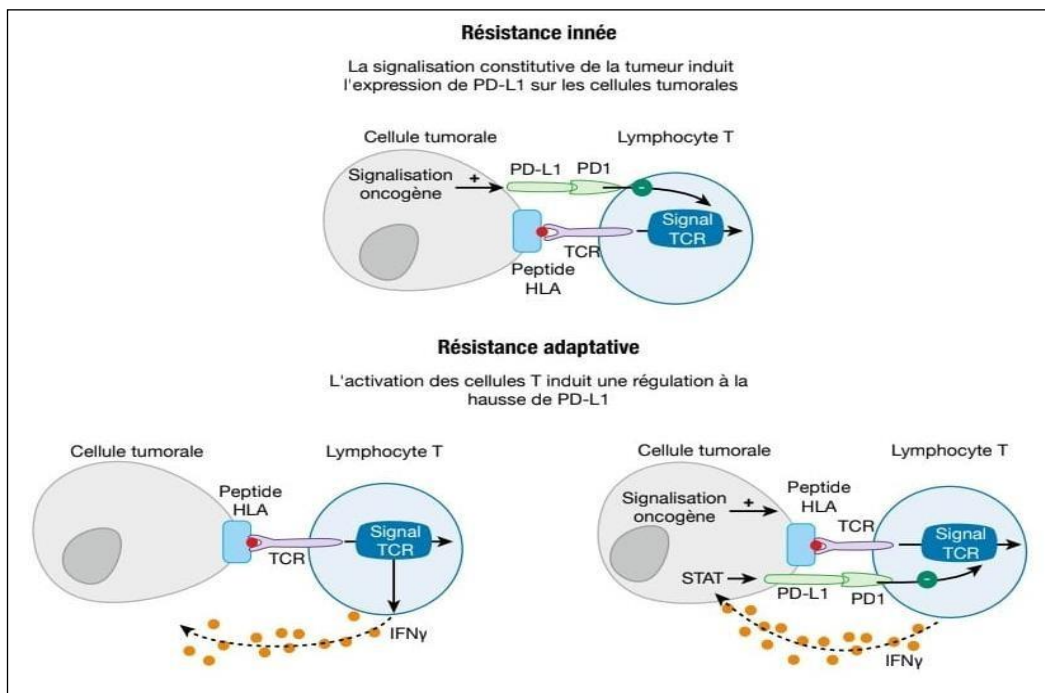 Résistance innée
La signalisation constitutive de la tumeur induit
l'expression de PD-L1 sur les cellules tumorales
Cellule tumorale
Lymphocyte T
Signalisation
oncogène
+
PD-L1
PD1
-
Signal
TCR
TCR
Peptide
HLA
Résistance adaptative
L'activation des cellules T induit une régulation à la
hausse de PD-L1
Cellule tumorale
Lymphocyte T
Peptide
HLA
Signal
TCR
TCR
IFNγ
Cellule tumorale
Lymphocyte T
Signalisation
oncogène
+
Peptide
HLA
TCR
Signal
TCR
STAT
PD-L1
PD1
-
IFNγ